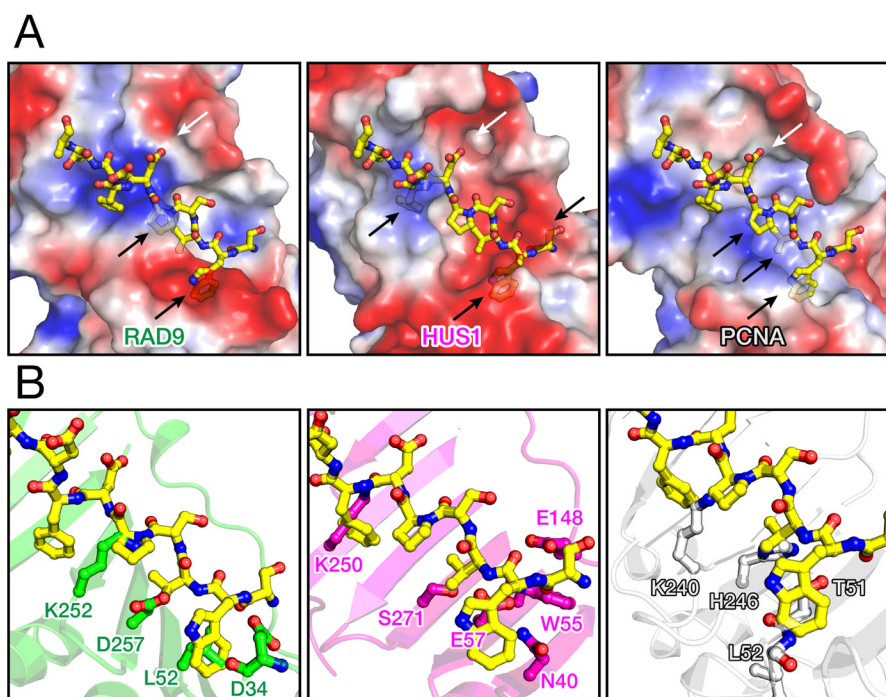 A
RAD9
HUS1
PCNA
B
K252
D257
L52
D34
K250
S271
E57
E148
W55
N40
K240
H246
T51
L52